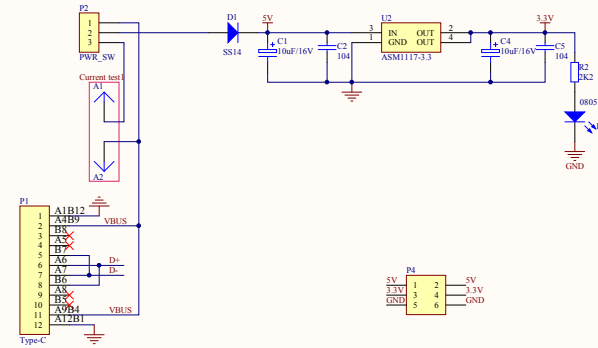 P2
1
2
3
PWR_SW
D1
SS14
5V
C1
10uF/16V
C2
104
U2
3 IN OUT 2
1 GND OUT 4
ASM1117-3.3
C4
10uF/16V
3.3V
C5
104
R2
2K2
0805
GND
Current test1
A1
A2
P1
1 A1B12
2 A4B9 VBUS
3 B8
4 A5
5 B7
6 A6 D+
7 A7 D-
8 B6
9 A8
10 B5
11 A9B4 VBUS
12 A12B1
Type-C
P4
5V 1 2 5V
3.3V 3 4 3.3V
GND 5 6 GND